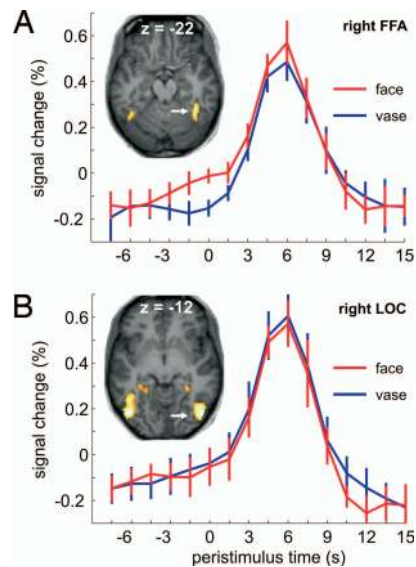 A
z = -22
right FFA
face
vase
signal change (%)
0.6
0.4
0.2
0
-0.2
-6 -3 0 3 6 9 12 15
B
z = -12
right LOC
face
vase
signal change (%)
0.6
0.4
0.2
0
-0.2
-6 -3 0 3 6 9 12 15
peristimulus time (s)